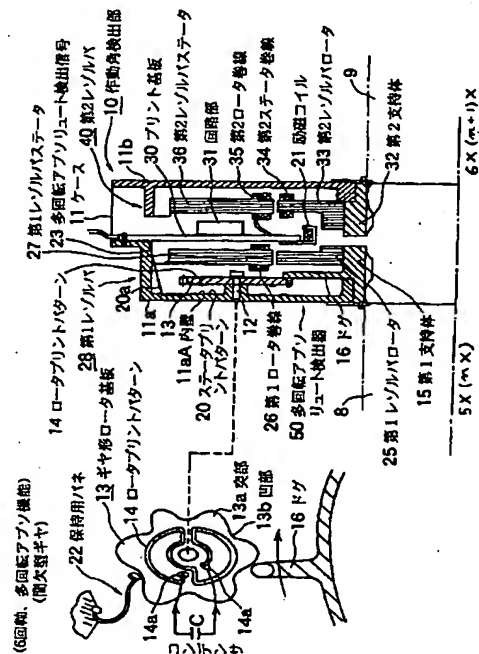 (6回軸、多回転アブソ機能)
(間欠型ギヤ)
22 保持用バネ
13 ギヤ形ロータ基板
14 ロータプリントパターン
14a
14a
C
コンデンサ
13a 突部
13b 凹部
16 ドグ
14 ロータプリントパターン
28 第1レゾルバ
27 第1レゾルバステータ
23 多回転アブソリュート検出信号
11 ケース
10 作動角検出部
40 第2レゾルバ
11b
30 プリント基板
36 第2レゾルバステータ
31 回路部
35 第2ロータ巻線
34 第2ステータ巻線
21 励磁コイル
33 第2レゾルバロータ
32 第2支持体
9
6X(m+1)X
20a
11a
13
11aA 内壁
20 ステータプリ
ントパターン
12
26 第1ロータ巻線
50 多回転アブソ
リュート検出器
16 ドグ
8
15 第1支持体
25 第1レゾルバロータ
5X(mX)